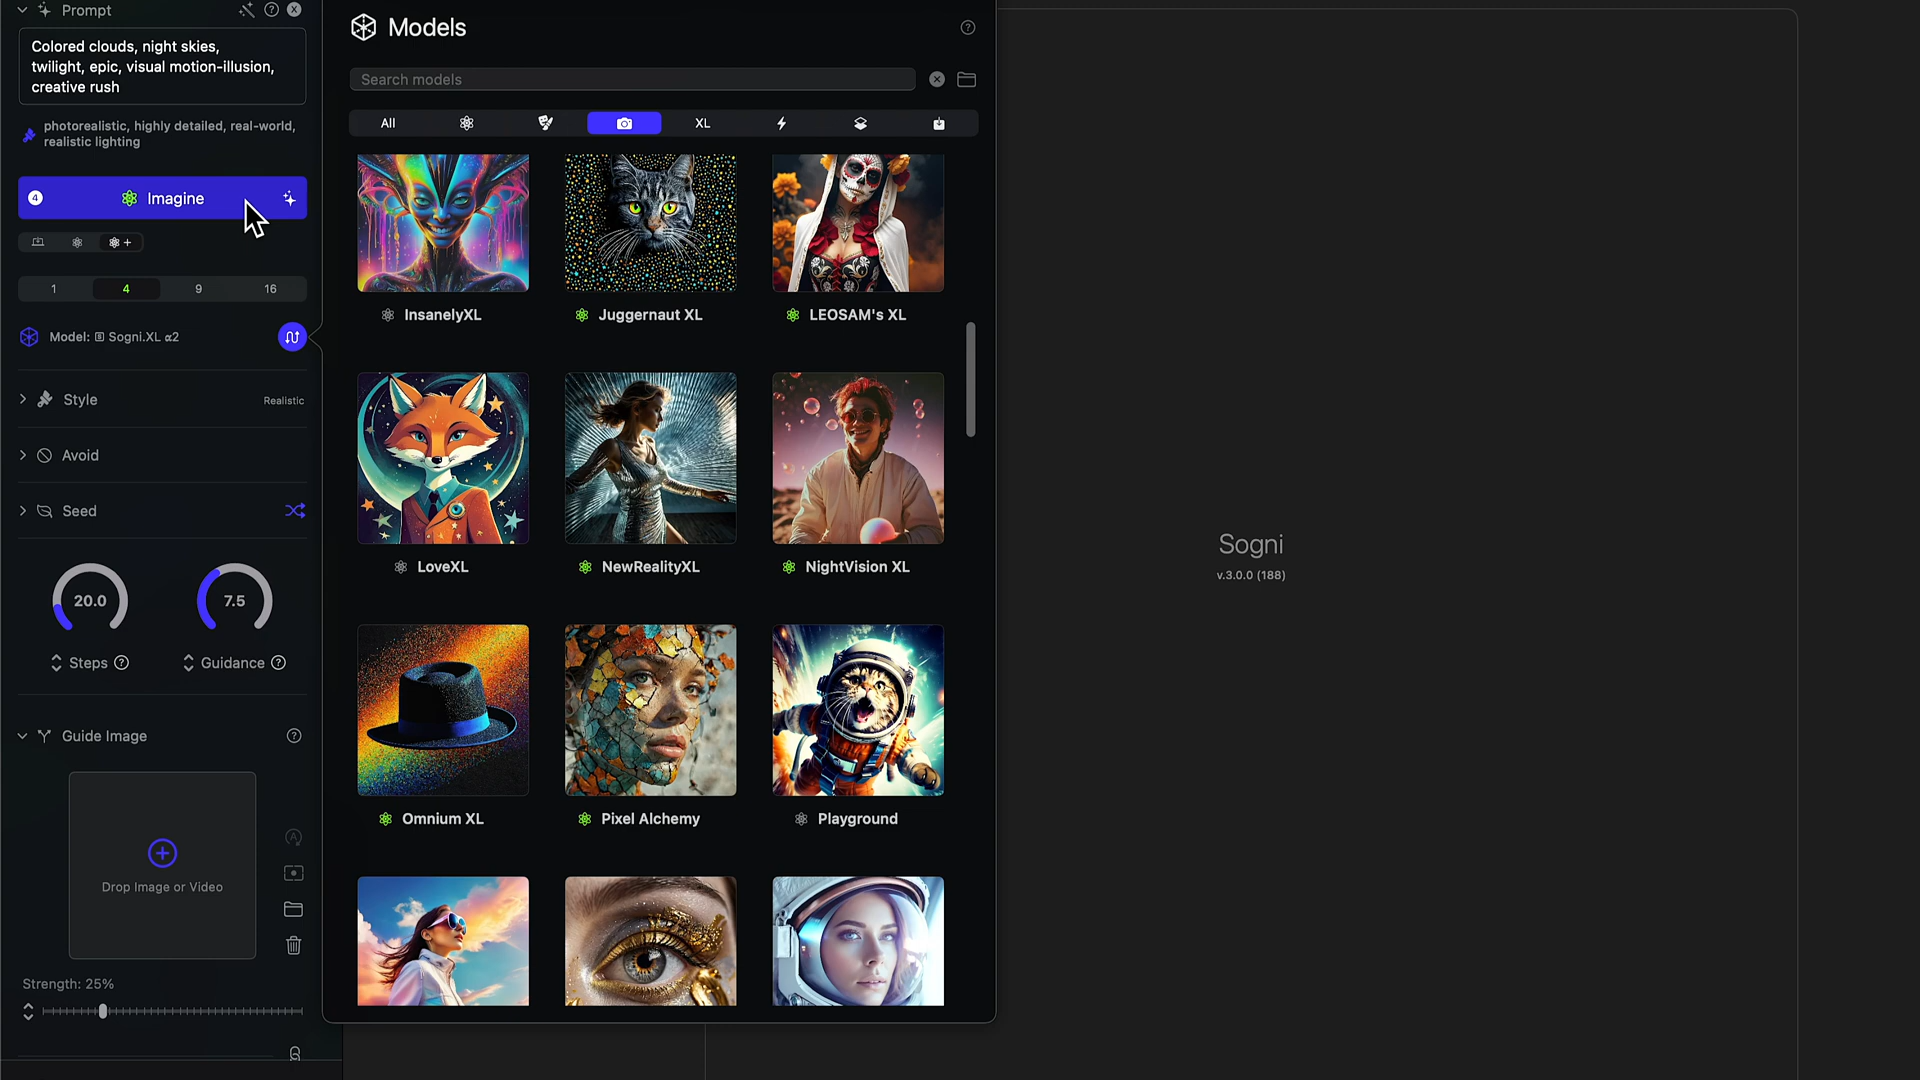 Prompt
Colored clouds, night skies,
twilight, epic, visual motion-illusion,
creative rush
photorealistic, highly detailed, real-world,
realistic lighting
4
Imagine
1 4 9 16
Model: Sogni.XL α2
Style Realistic
Avoid
Seed
20.0 7.5
Steps Guidance
Guide Image
Drop Image or Video
Strength: 25%
Models
Search models
All XL
InsanelyXL Juggernaut XL LEOSAM's XL
LoveXL NewRealityXL NightVision XL
Omnium XL Pixel Alchemy Playground
Sogni
v.3.0.0 (188)